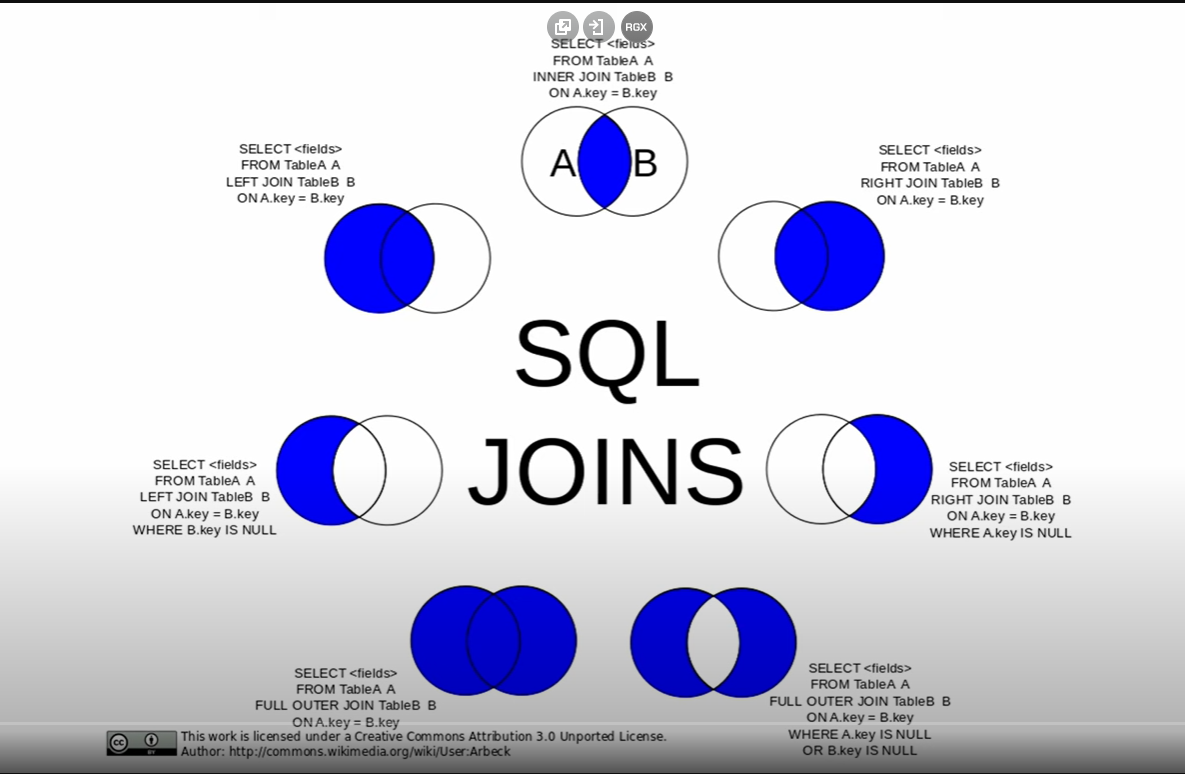 RGX
SELECT <fields>
FROM TableA A
INNER JOIN TableB B
ON A.key = B.key
A B
SELECT <fields>
FROM TableA A
LEFT JOIN TableB B
ON A.key = B.key
SELECT <fields>
FROM TableA A
RIGHT JOIN TableB B
ON A.key = B.key
SQL
JOINS
SELECT <fields>
FROM TableA A
LEFT JOIN TableB B
ON A.key = B.key
WHERE B.key IS NULL
SELECT <fields>
FROM TableA A
RIGHT JOIN TableB B
ON A.key = B.key
WHERE A.key IS NULL
SELECT <fields>
FROM TableA A
FULL OUTER JOIN TableB B
ON A.key = B.key
SELECT <fields>
FROM TableA A
FULL OUTER JOIN TableB B
ON A.key = B.key
WHERE A.key IS NULL
OR B.key IS NULL
cc BY
This work is licensed under a Creative Commons Attribution 3.0 Unported License.
Author: http://commons.wikimedia.org/wiki/User:Arbeck